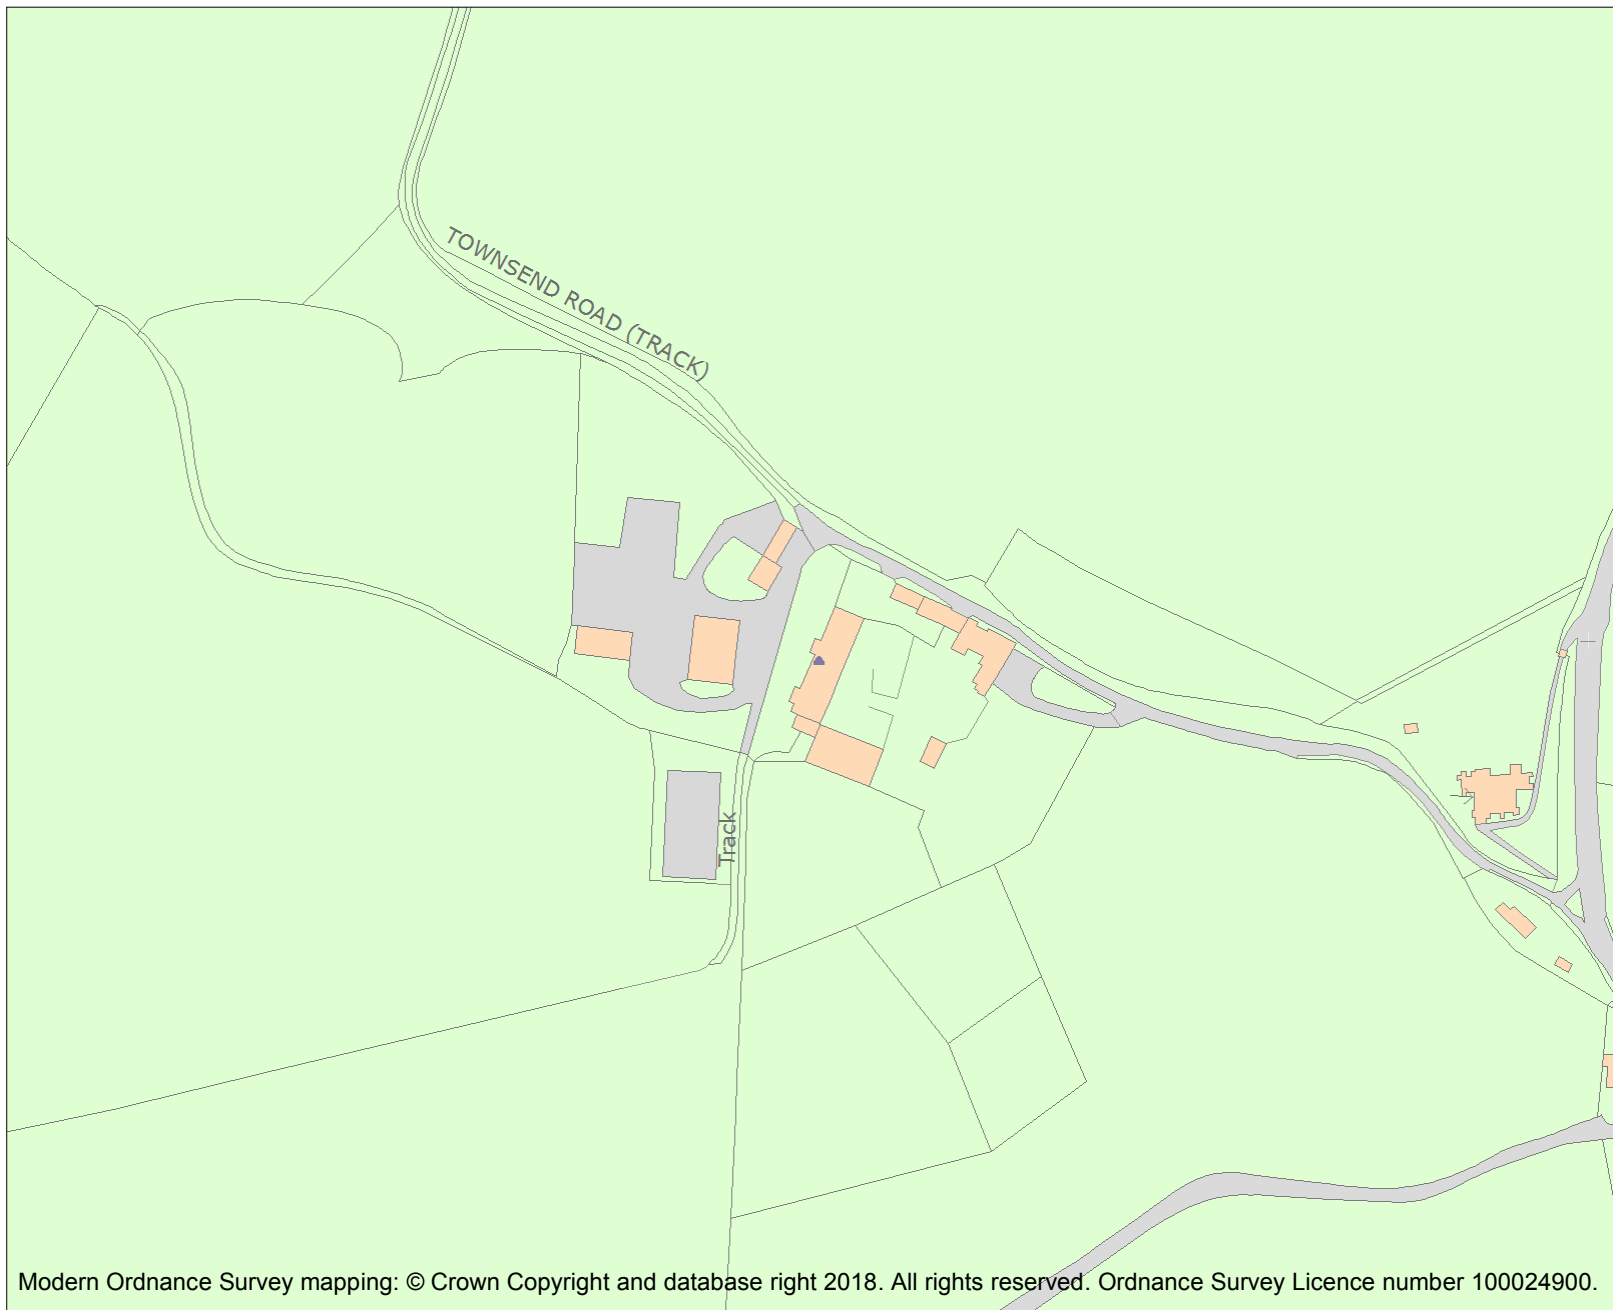 TOWNSEND ROAD (TRACK)
Track
Modern Ordnance Survey mapping: © Crown Copyright and database right 2018. All rights reserved. Ordnance Survey Licence number 100024900.